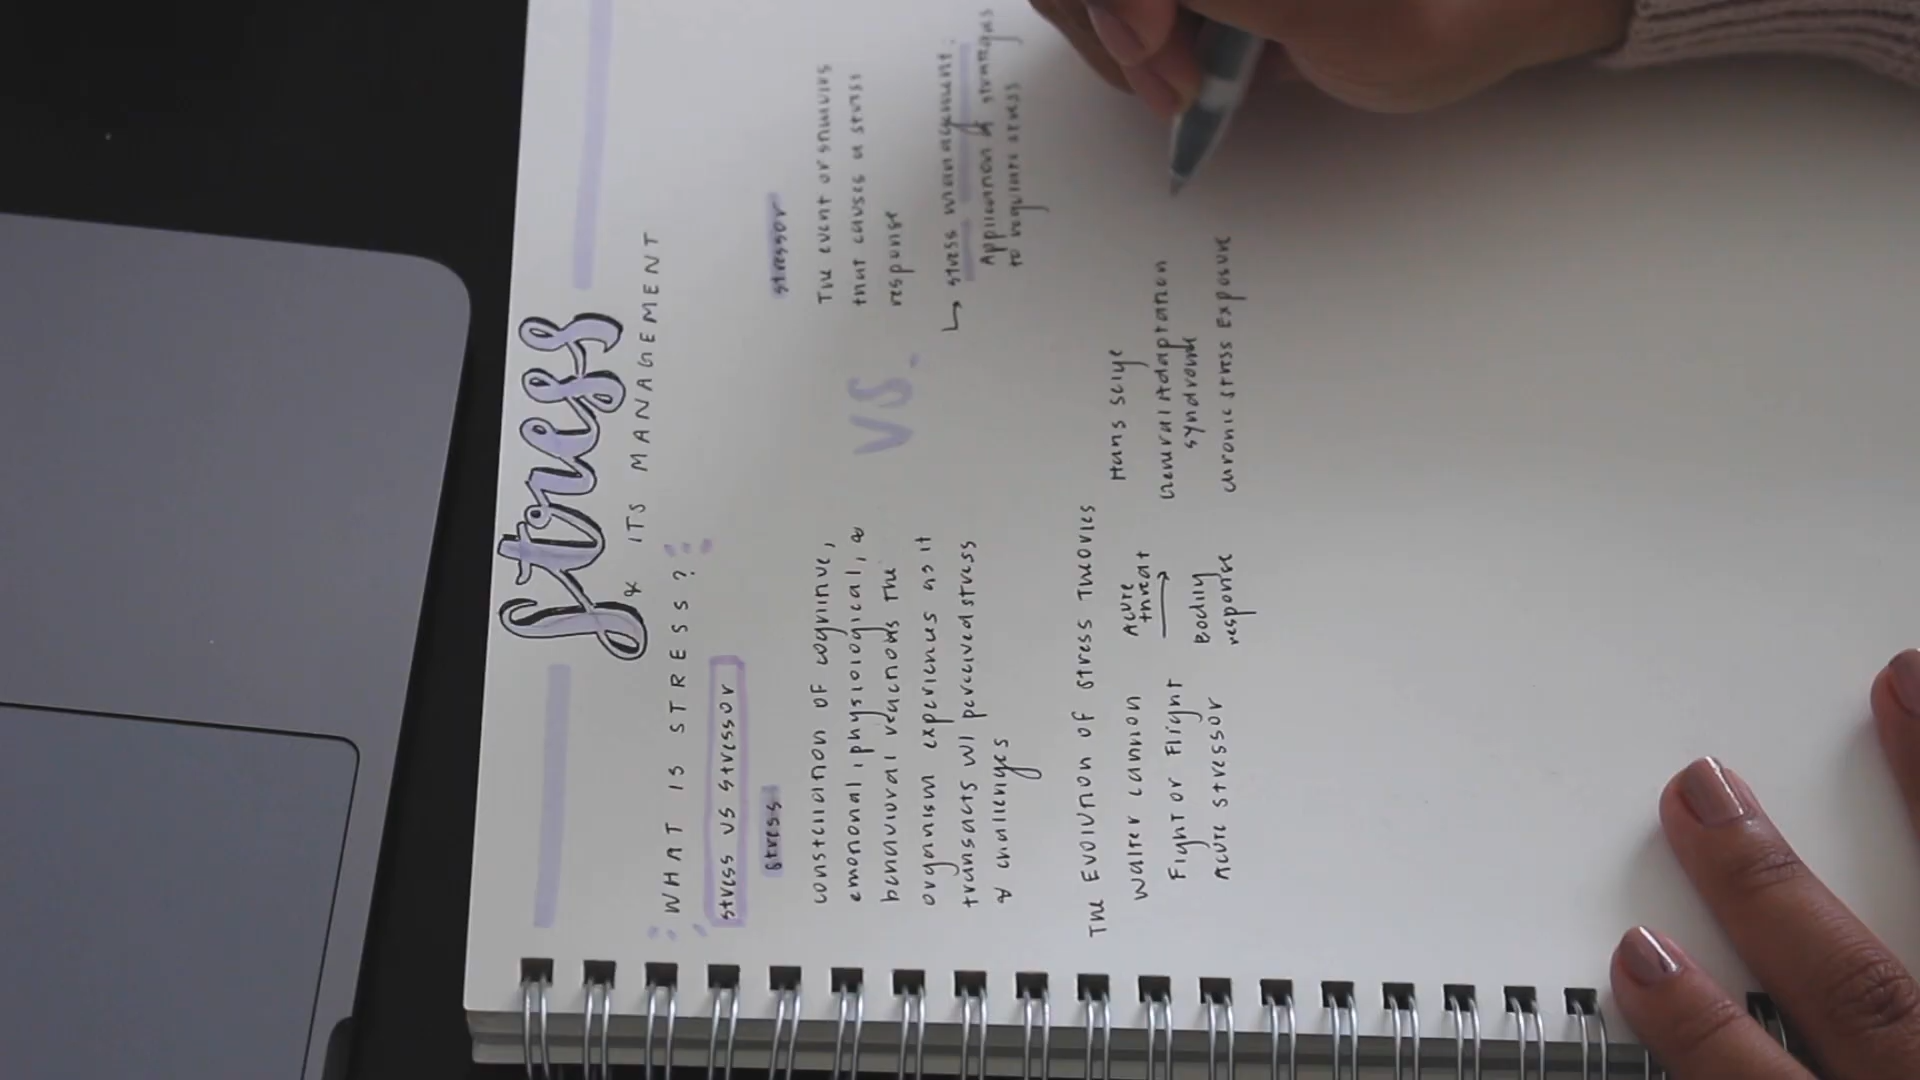 stress
& ITS MANAGEMENT
WHAT IS STRESS?
stress vs stressor
stress
constellation of cognitive,
emotional, physiological, &
behavioral reactions the
organism experiences as it
transacts w/ perceived stress
& challenges
VS.
stressor
The event or stimulus
that causes a stress
response
↳ stress management:
Application of strategies
to regulate stress
The Evolution of Stress Theories
Walter Cannon
Fight or Flight
Acute stressor
Acute
threat
→
Bodily
response
Hans Selye
General Adaptation
syndrome
chronic stress exposure